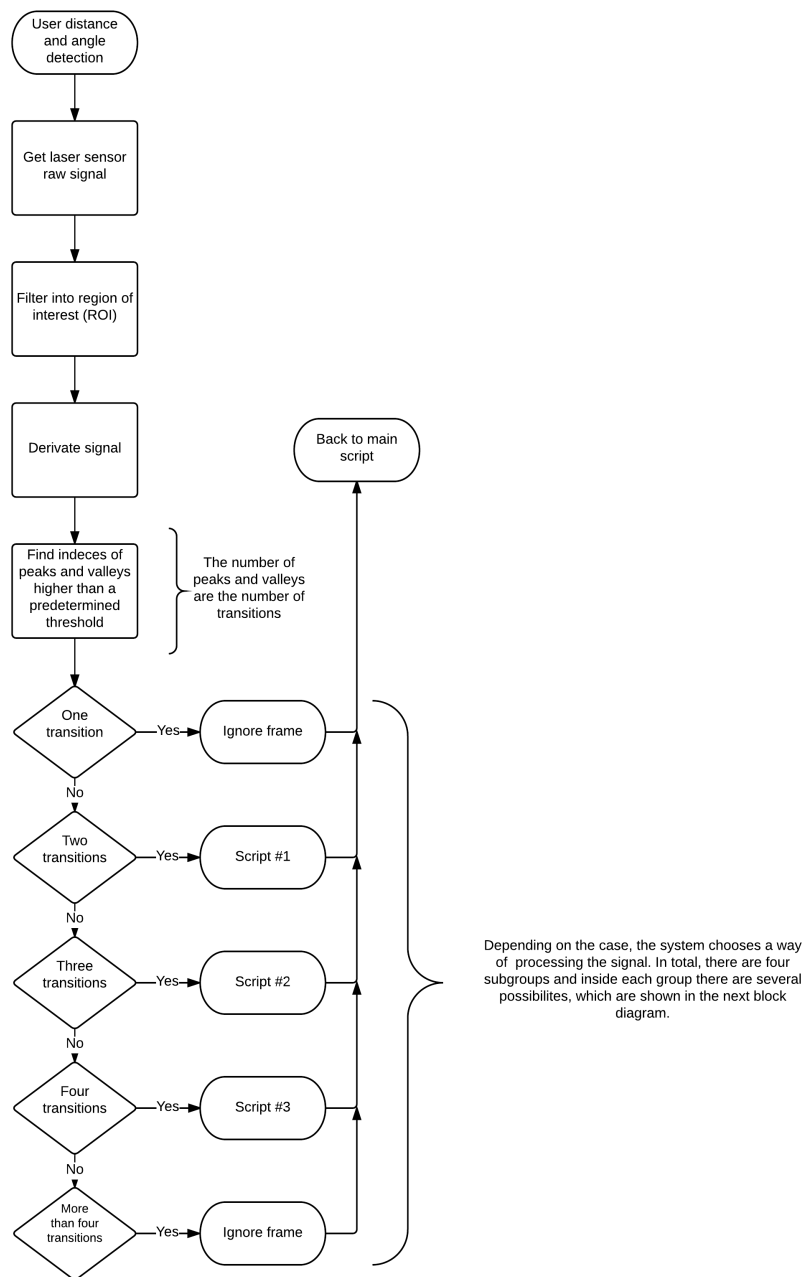 User distance
and angle
detection
Get laser sensor
raw signal
Filter into region of
interest (ROI)
Derivate signal
Back to main
script
Find indeces of
peaks and valleys
higher than a
predetermined
threshold
The number of
peaks and valleys
are the number of
transitions
One
transition
Yes
Ignore frame
No
Two
transitions
Yes
Script #1
No
Three
transitions
Yes
Script #2
No
Four
transitions
Yes
Script #3
No
More
than four
transitions
Yes
Ignore frame
Depending on the case, the system chooses a way
of processing the signal. In total, there are four
subgroups and inside each group there are several
possibilites, which are shown in the next block
diagram.